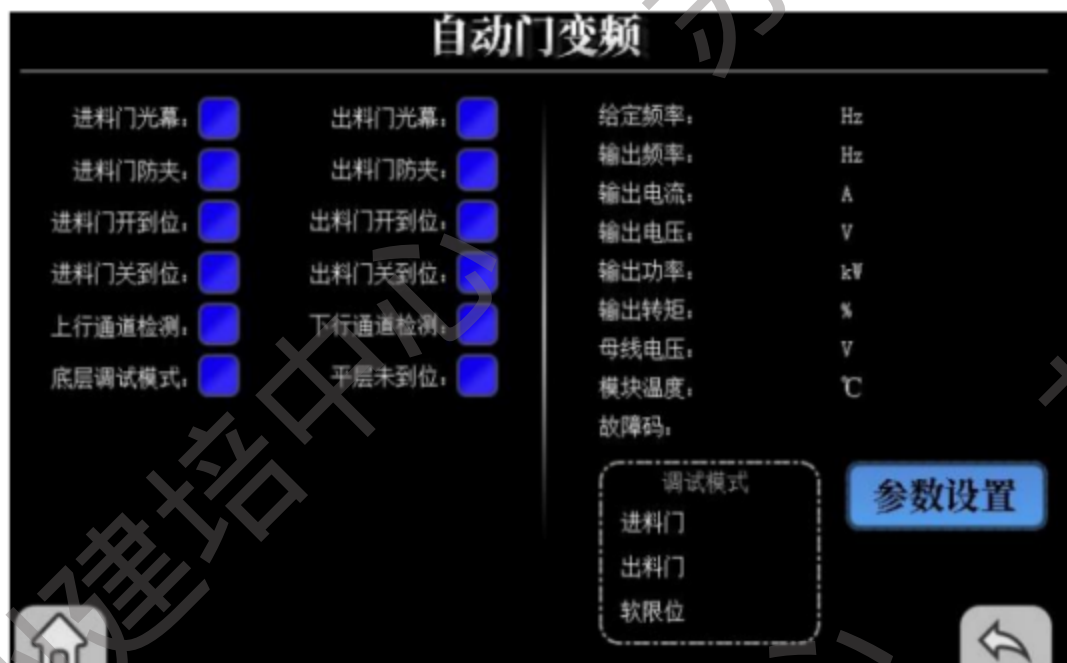 自动门变频
进料门光幕：
出料门光幕：
进料门防夹：
出料门防夹：
进料门开到位：
出料门开到位：
进料门关到位：
出料门关到位：
上行通道检测：
下行通道检测：
底层调试模式：
平层未到位：
给定频率： Hz
输出频率： Hz
输出电流： A
输出电压： V
输出功率： kW
输出转矩： %
母线电压： V
模块温度： ℃
故障码：
调试模式
进料门
出料门
软限位
参数设置
建培中心